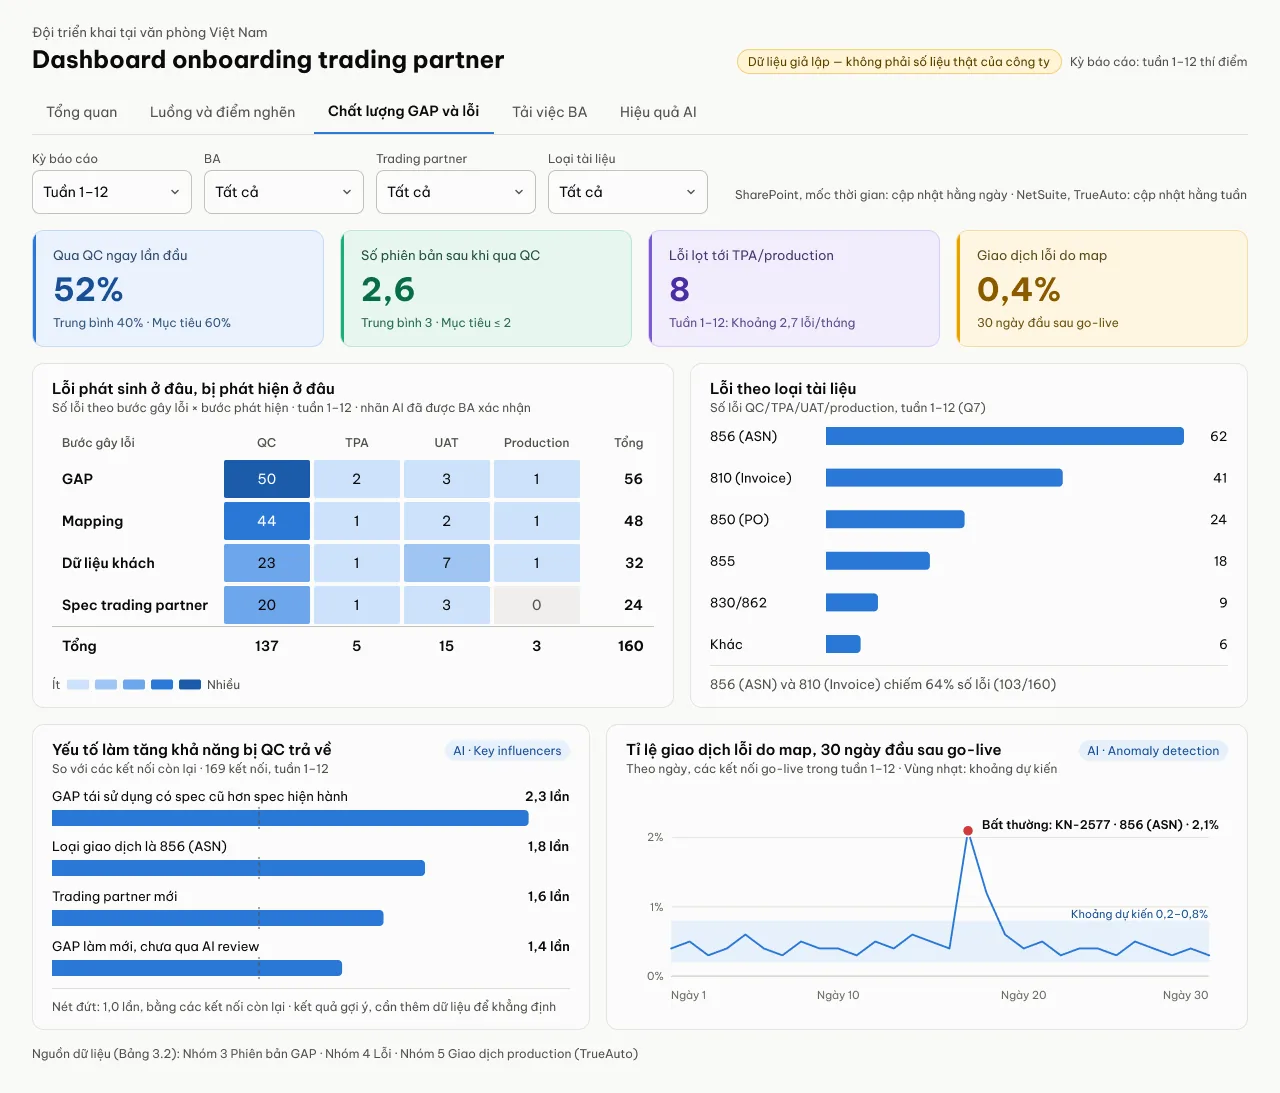 Đội triển khai tại văn phòng Việt Nam
Dashboard onboarding trading partner
Dữ liệu giả lập — không phải số liệu thật của công ty
Kỳ báo cáo: tuần 1–12 thí điểm
Tổng quan
Luồng và điểm nghẽn
Chất lượng GAP và lỗi
Tải việc BA
Hiệu quả AI
Kỳ báo cáo
BA
Trading partner
Loại tài liệu
Tuần 1–12
Tất cả
Tất cả
Tất cả
SharePoint, mốc thời gian: cập nhật hằng ngày · NetSuite, TrueAuto: cập nhật hằng tuần
Qua QC ngay lần đầu
52%
Trung bình 40% · Mục tiêu 60%
Số phiên bản sau khi qua QC
2,6
Trung bình 3 · Mục tiêu ≤ 2
Lỗi lọt tới TPA/production
8
Tuần 1–12: Khoảng 2,7 lỗi/tháng
Giao dịch lỗi do map
0,4%
30 ngày đầu sau go-live
Lỗi phát sinh ở đâu, bị phát hiện ở đâu
Số lỗi theo bước gây lỗi × bước phát hiện · tuần 1–12 · nhãn AI đã được BA xác nhận
Bước gây lỗi QC TPA UAT Production Tổng
GAP 50 2 3 1 56
Mapping 44 1 2 1 48
Dữ liệu khách 23 1 7 1 32
Spec trading partner 20 1 3 0 24
Tổng 137 5 15 3 160
Ít Nhiều
Lỗi theo loại tài liệu
Số lỗi QC/TPA/UAT/production, tuần 1–12 (Q7)
856 (ASN) 62
810 (Invoice) 41
850 (PO) 24
855 18
830/862 9
Khác 6
856 (ASN) và 810 (Invoice) chiếm 64% số lỗi (103/160)
Yếu tố làm tăng khả năng bị QC trả về
AI · Key influencers
So với các kết nối còn lại · 169 kết nối, tuần 1–12
GAP tái sử dụng có spec cũ hơn spec hiện hành 2,3 lần
Loại giao dịch là 856 (ASN) 1,8 lần
Trading partner mới 1,6 lần
GAP làm mới, chưa qua AI review 1,4 lần
Nét đứt: 1,0 lần, bằng các kết nối còn lại · kết quả gợi ý, cần thêm dữ liệu để khẳng định
Tỉ lệ giao dịch lỗi do map, 30 ngày đầu sau go-live
AI · Anomaly detection
Theo ngày, các kết nối go-live trong tuần 1–12 · Vùng nhạt: khoảng dự kiến
Bất thường: KN-2577 · 856 (ASN) · 2,1%
2%
1%
Khoảng dự kiến 0,2–0,8%
0%
Ngày 1 Ngày 10 Ngày 20 Ngày 30
Nguồn dữ liệu (Bảng 3.2): Nhóm 3 Phiên bản GAP · Nhóm 4 Lỗi · Nhóm 5 Giao dịch production (TrueAuto)